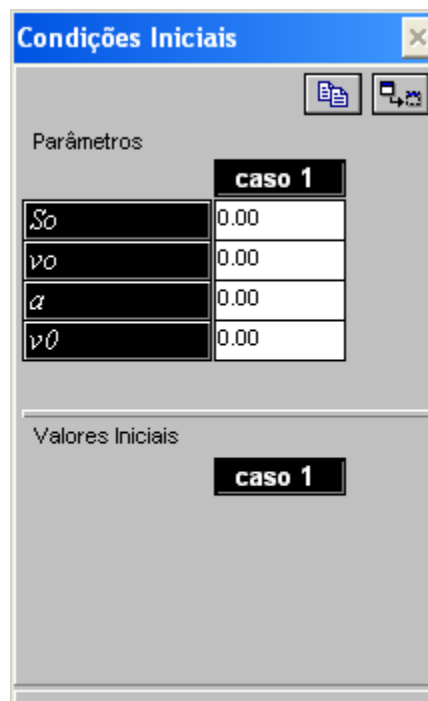 Condições Iniciais
Parâmetros
caso 1
So 0.00
vo 0.00
a 0.00
v0 0.00
Valores Iniciais
caso 1